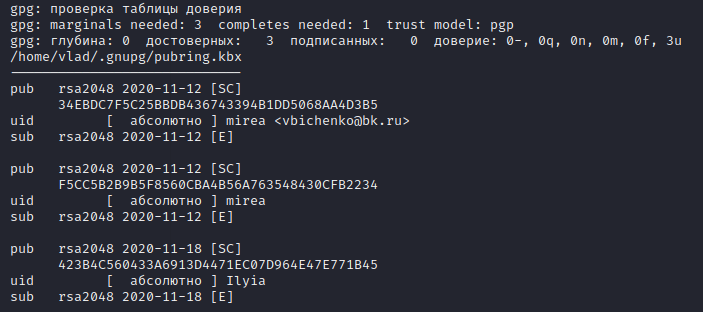 gpg: проверка таблицы доверия
gpg: marginals needed: 3  completes needed: 1  trust model: pgp
gpg: глубина: 0  достоверных:   3  подписанных:   0  доверие: 0-, 0q, 0n, 0m, 0f, 3u
/home/vlad/.gnupg/pubring.kbx
-----------------------------
pub   rsa2048 2020-11-12 [SC]
      34EBDC7F5C25BBDB436743394B1DD5068AA4D3B5
uid         [  абсолютно ] mirea <vbichenko@bk.ru>
sub   rsa2048 2020-11-12 [E]

pub   rsa2048 2020-11-12 [SC]
      F5CC5B2B9B5F8560CBA4B56A763548430CFB2234
uid         [  абсолютно ] mirea
sub   rsa2048 2020-11-12 [E]

pub   rsa2048 2020-11-18 [SC]
      423B4C560433A6913D4471EC07D964E47E771B45
uid         [  абсолютно ] Ilyia
sub   rsa2048 2020-11-18 [E]